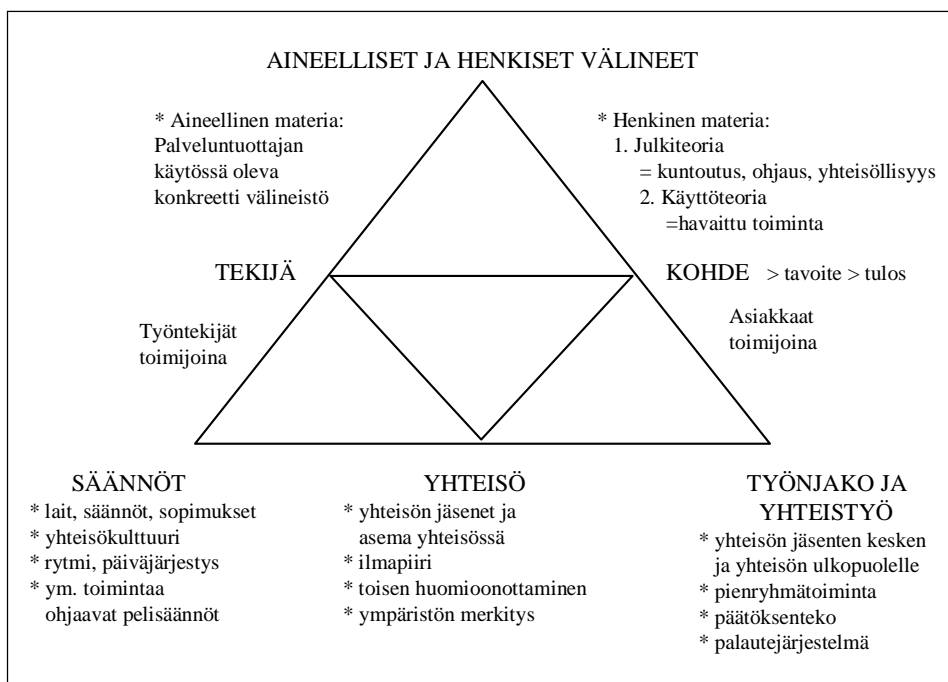 AINEELLISET JA HENKISET VÄLINEET
* Aineellinen materia:
Palveluntuottajan
käytössä oleva
konkreetti välineistö
* Henkinen materia:
1. Julkiteoria
= kuntoutus, ohjaus, yhteisöllisyys
2. Käyttöteoria
=havaittu toiminta
TEKIJÄ
KOHDE > tavoite > tulos
Työntekijät
toimijoina
Asiakkaat
toimijoina
SÄÄNNÖT
* lait, säännöt, sopimukset
* yhteisökulttuuri
* rytmi, päiväjärjestys
* ym. toimintaa
ohjaavat pelisäännöt
YHTEISÖ
* yhteisön jäsenet ja
asema yhteisössä
* ilmapiiri
* toisen huomioonottaminen
* ympäristön merkitys
TYÖNJAKO JA
YHTEISTYÖ
* yhteisön jäsenten kesken
ja yhteisön ulkopuolelle
* pienryhmätoiminta
* päätöksenteko
* palautejärjestelmä